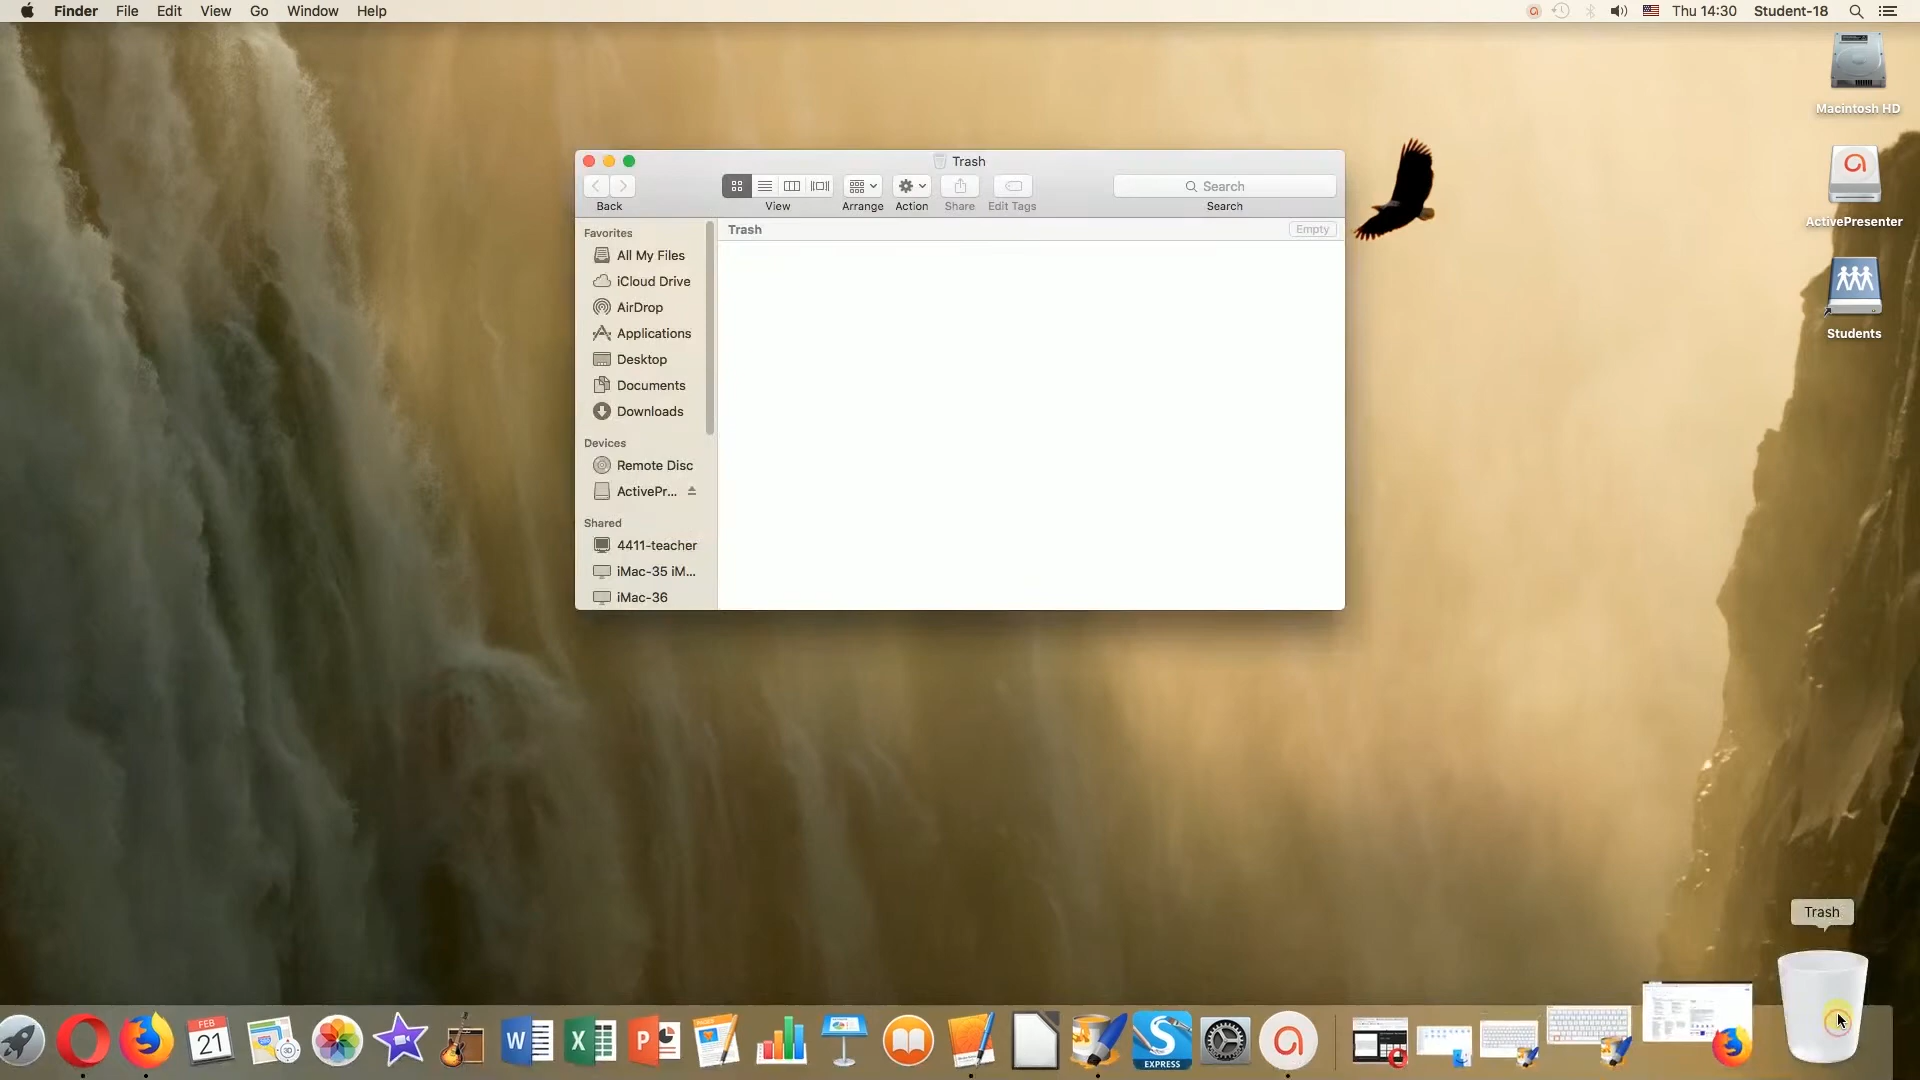 Finder File Edit View Go Window Help Thu 14:30 Student-18
Macintosh HD
ActivePresenter
Students
Trash
Back View Arrange Action Share Edit Tags Search
Search
Trash Empty
Favorites
All My Files
iCloud Drive
AirDrop
Applications
Desktop
Documents
Downloads
Devices
Remote Disc
ActivePr...
Shared
4411-teacher
iMac-35 iM...
iMac-36
Trash
FEB
21
W
X
P
S
EXPRESS